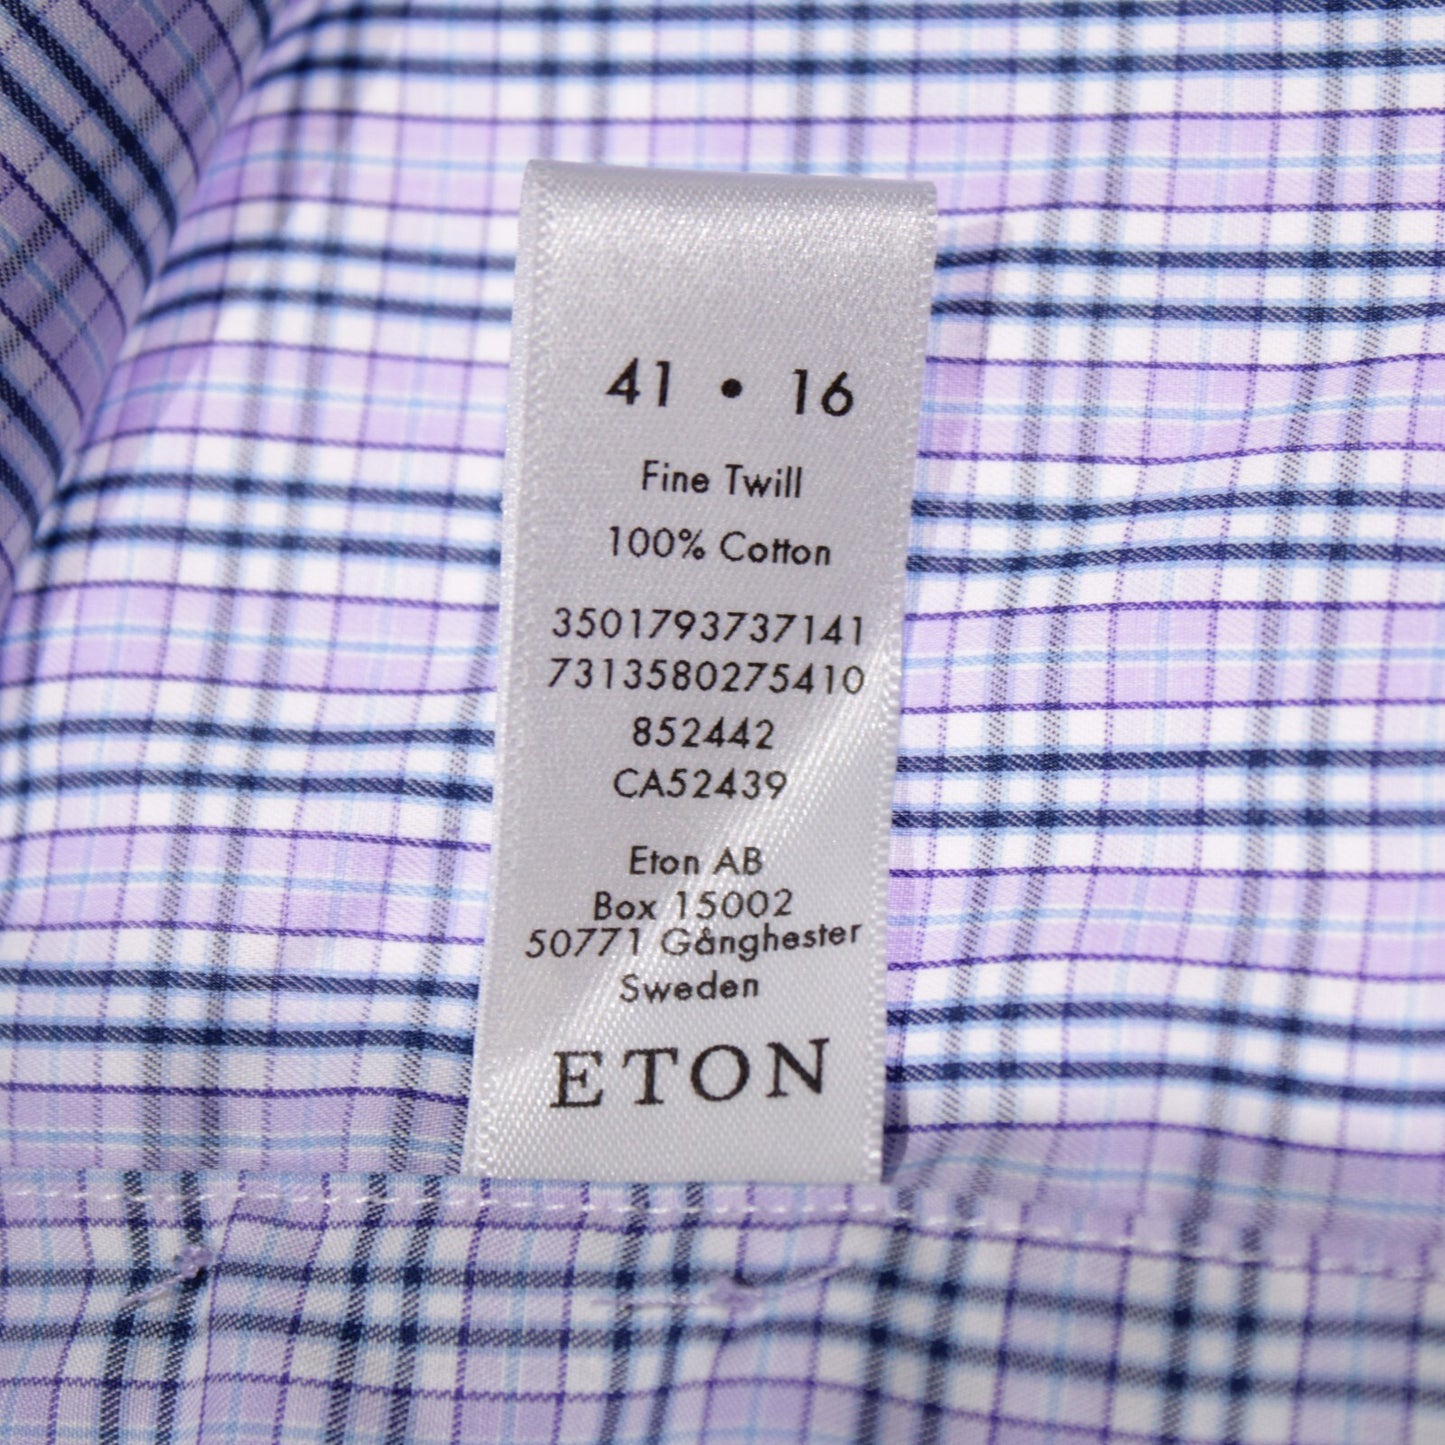 41 • 16
Fine Twill
100% Cotton
3501793737141
7313580275410
852442
CA52439
Eton AB
Box 15002
50771 Gånghester
Sweden
ETON